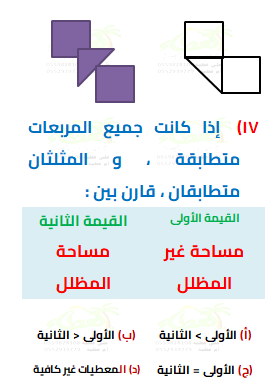 ١٧) إذا كانت جميع المربعات
متطابقة ، و المثلثان
متطابقان ، قارن بين :
القيمة الأولى القيمة الثانية
مساحة غير مساحة
المظلل المظلل
(أ) الأولى > الثانية (ب) الأولى < الثانية
(ج) الأولى = الثانية (د) المعطيات غير كافية